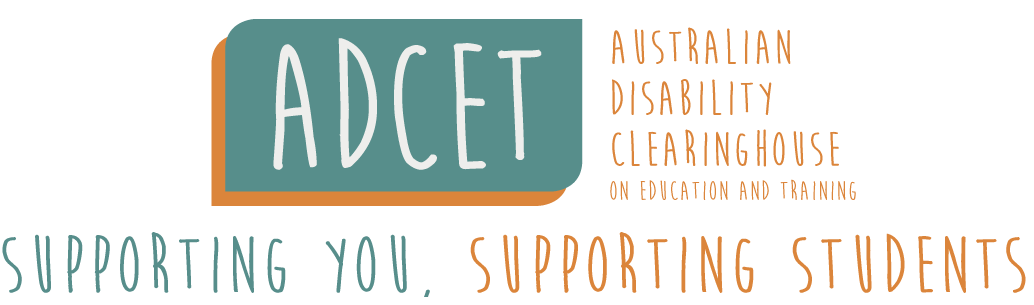 ADCET
AUSTRALIAN
DISABILITY
CLEARINGHOUSE
ON EDUCATION AND TRAINING
SUPPORTING YOU, SUPPORTING STUDENTS